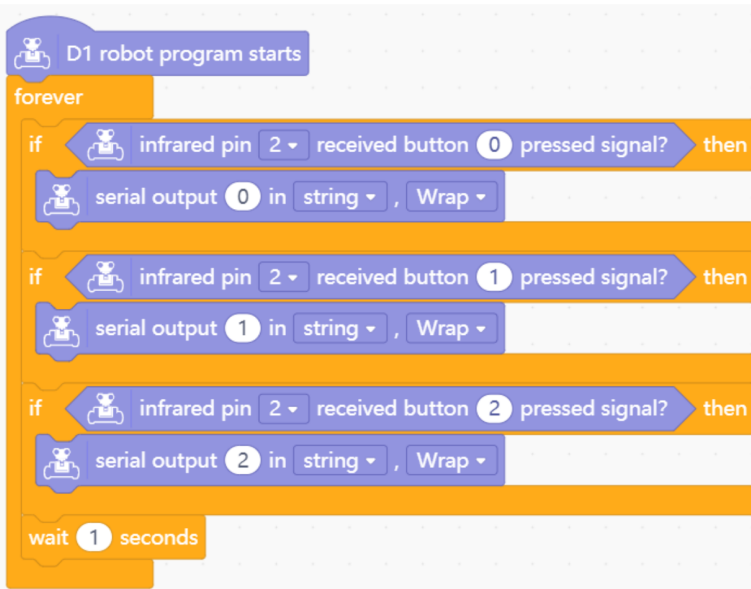 D1 robot program starts
forever
if infrared pin 2 received button 0 pressed signal? then
serial output 0 in string , Wrap
if infrared pin 2 received button 1 pressed signal? then
serial output 1 in string , Wrap
if infrared pin 2 received button 2 pressed signal? then
serial output 2 in string , Wrap
wait 1 seconds